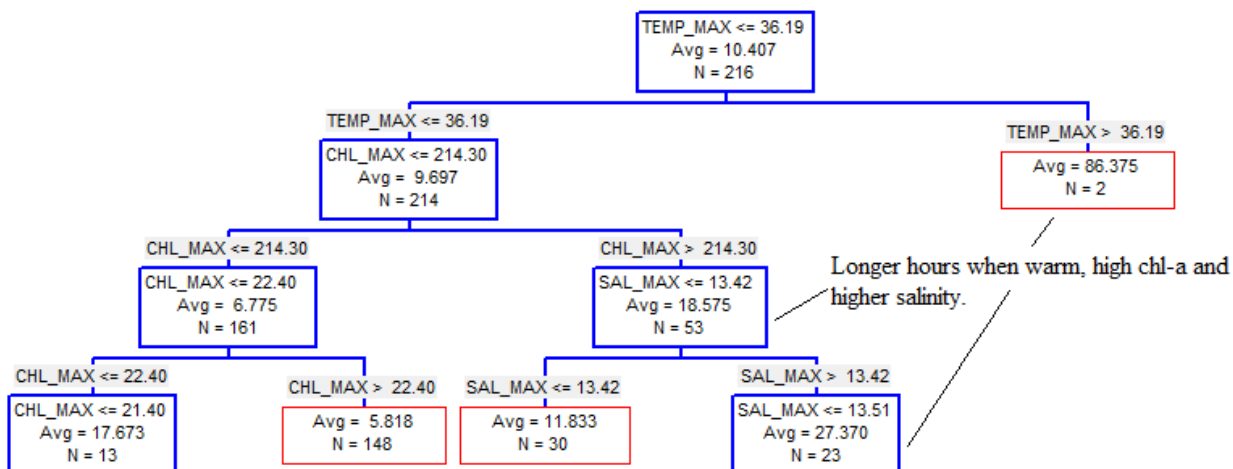 TEMP_MAX <= 36.19
Avg = 10.407
N = 216
TEMP_MAX <= 36.19
TEMP_MAX > 36.19
CHL_MAX <= 214.30
Avg = 9.697
N = 214
Avg = 86.375
N = 2
CHL_MAX <= 214.30
CHL_MAX > 214.30
CHL_MAX <= 22.40
Avg = 6.775
N = 161
SAL_MAX <= 13.42
Avg = 18.575
N = 53
Longer hours when warm, high chl-a and
higher salinity.
CHL_MAX <= 22.40
CHL_MAX > 22.40
SAL_MAX <= 13.42
SAL_MAX > 13.42
CHL_MAX <= 21.40
Avg = 17.673
N = 13
Avg = 5.818
N = 148
Avg = 11.833
N = 30
SAL_MAX <= 13.51
Avg = 27.370
N = 23